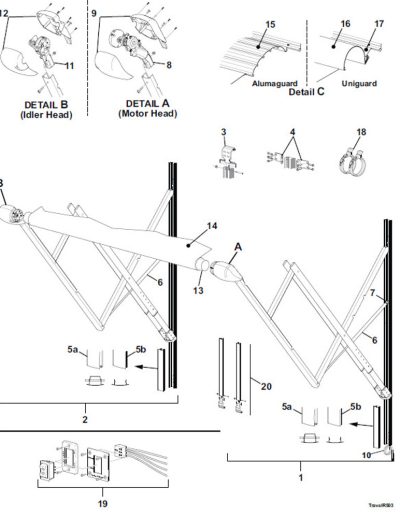 12
9
11
8
DETAIL B
(Idler Head)
DETAIL A
(Motor Head)
15
16
17
Alumaguard
Uniguard
Detail C
3
4
18
B
14
A
13
6
7
6
5a
5b
20
2
5a
5b
10
1
19